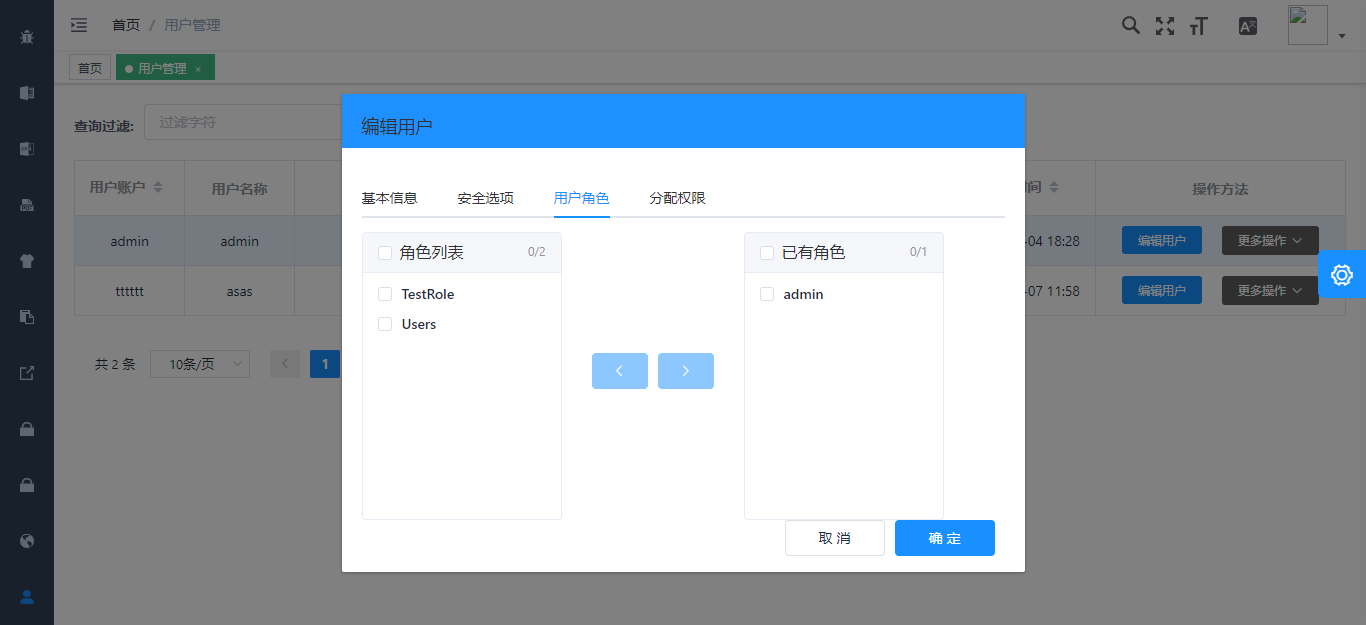 首页 / 用户管理
首页 用户管理 ×
查询过滤: 过滤字符
用户账户 用户名称 间 操作方法
admin admin -04 18:28 编辑用户 更多操作
tttttt asas -07 11:58 编辑用户 更多操作
共 2 条 10条/页 1
编辑用户
基本信息 安全选项 用户角色 分配权限
角色列表 0/2
TestRole
Users
已有角色 0/1
admin
取 消 确 定